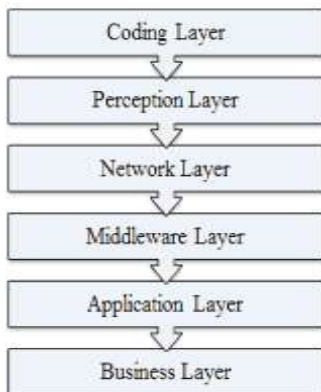 Coding Layer
Perception Layer
Network Layer
Middleware Layer
Application Layer
Business Layer